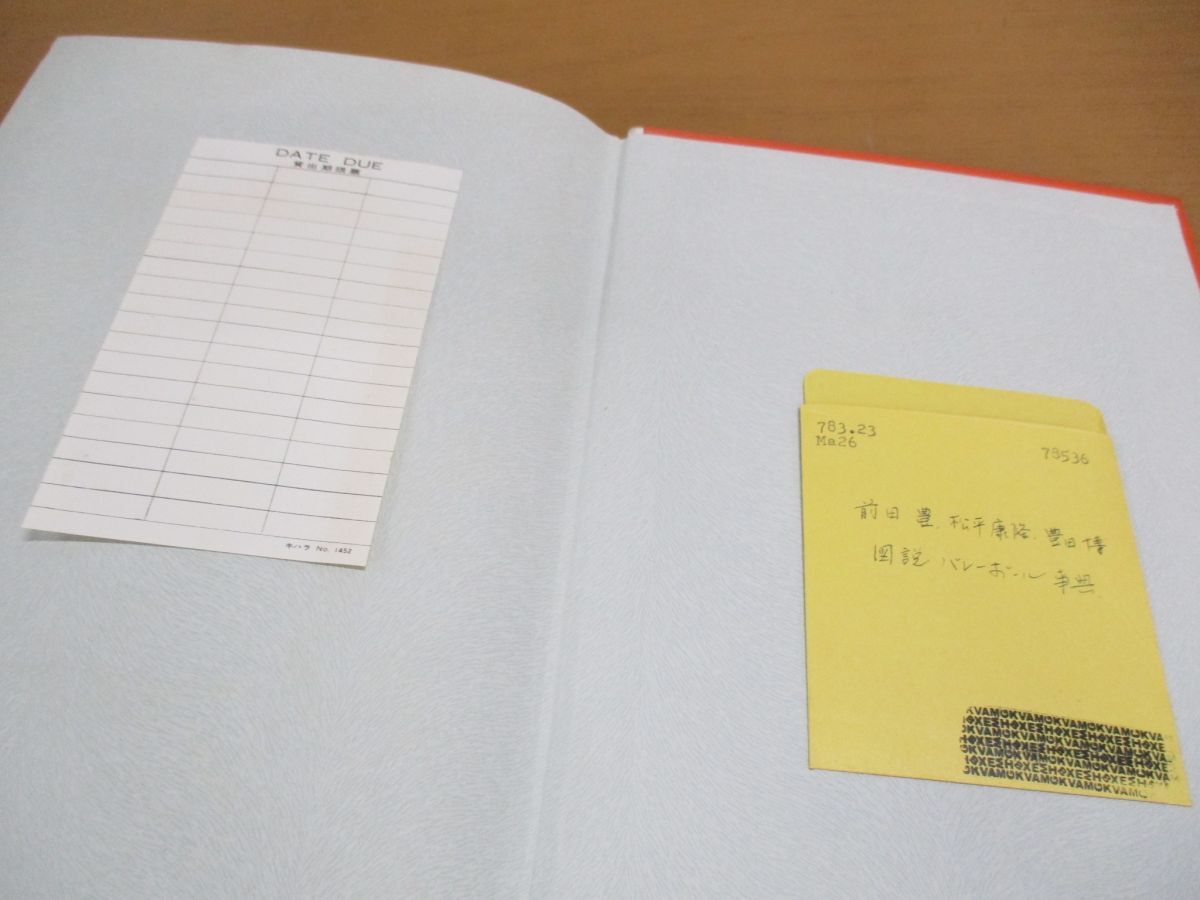 DATE DUE
貸出期限票
キハラ No. 1452
783.23
Ma26
78536
前田 豊. 松平康隆. 豊田博
図説 バレーボール 事典.